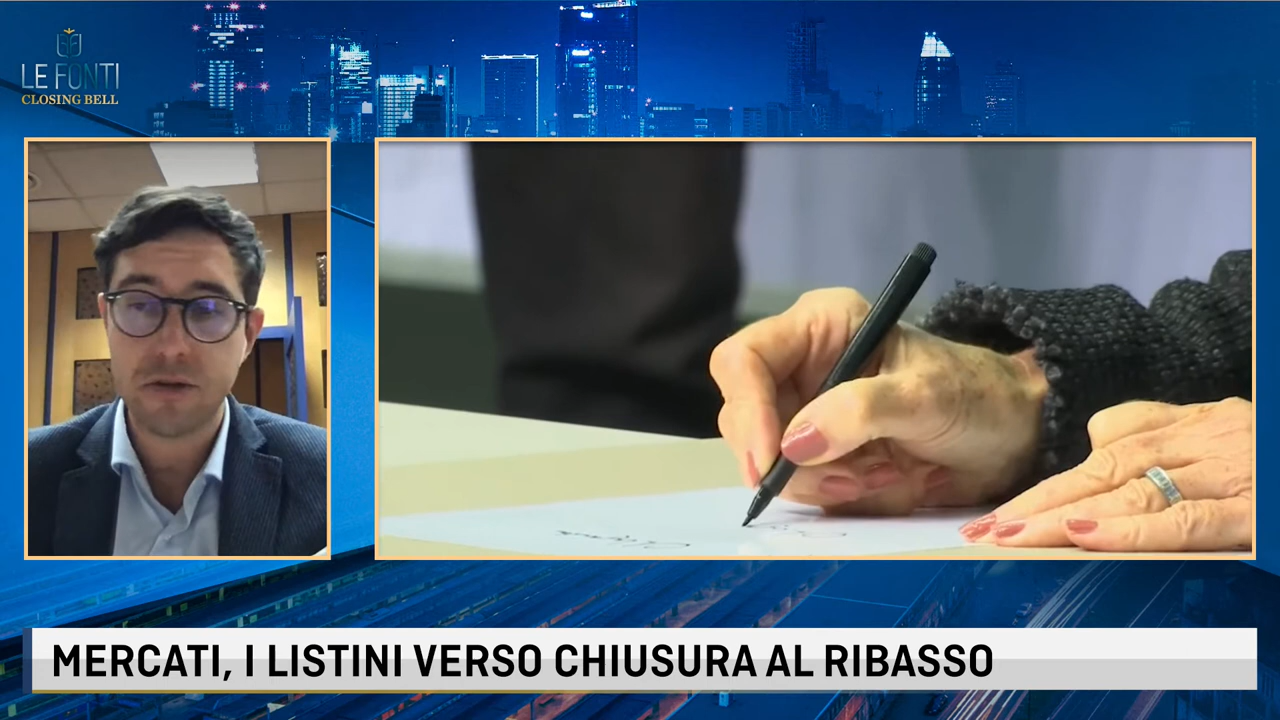 LE FONTI
CLOSING BELL
MERCATI, I LISTINI VERSO CHIUSURA AL RIBASSO